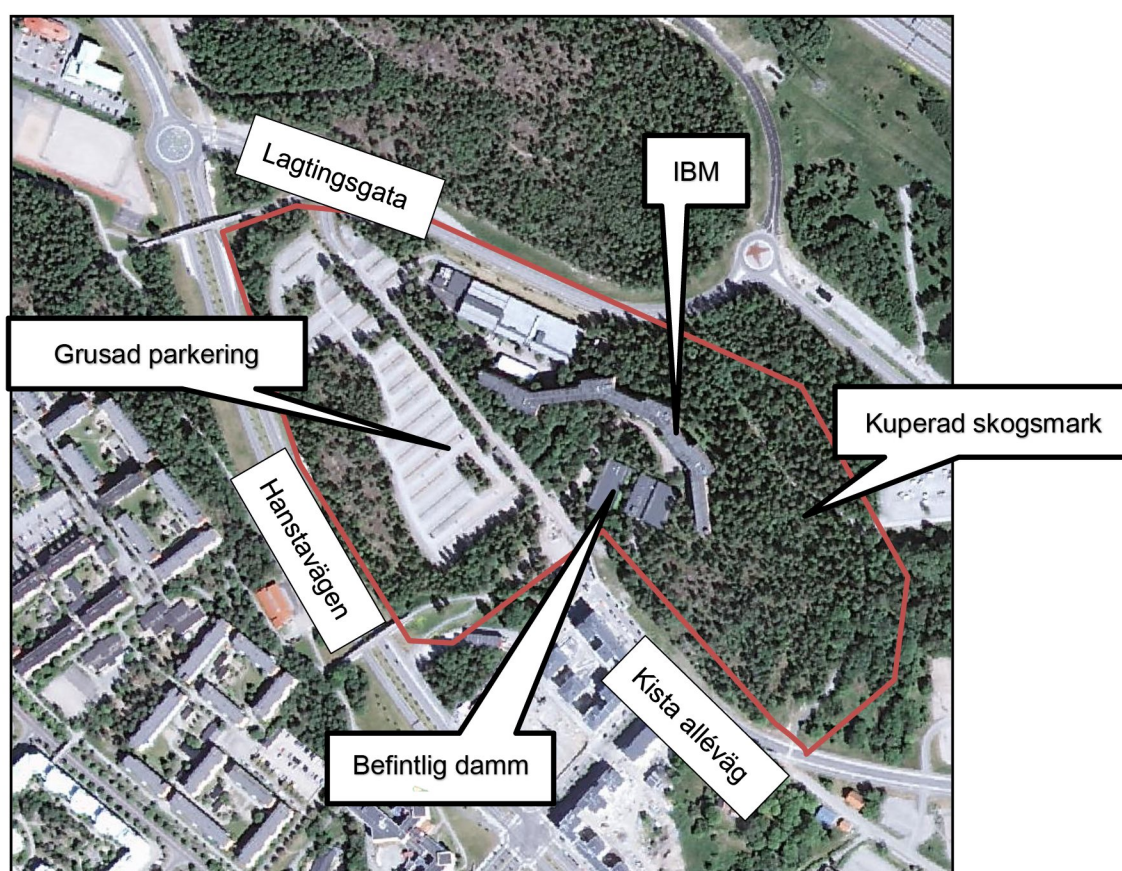 Lagtingsgata
IBM
Grusad parkering
Kuperad skogsmark
Hanstavägen
Kista alléväg
Befintlig damm